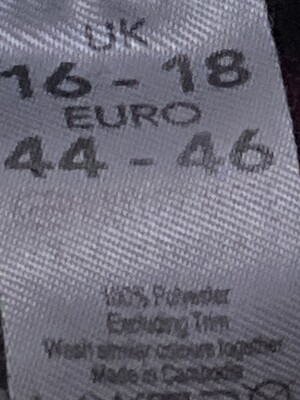 UK
16 - 18
EURO
44 - 46
100% Polyester
Excluding Trim
Wash similar colours together
Made in Cambodia